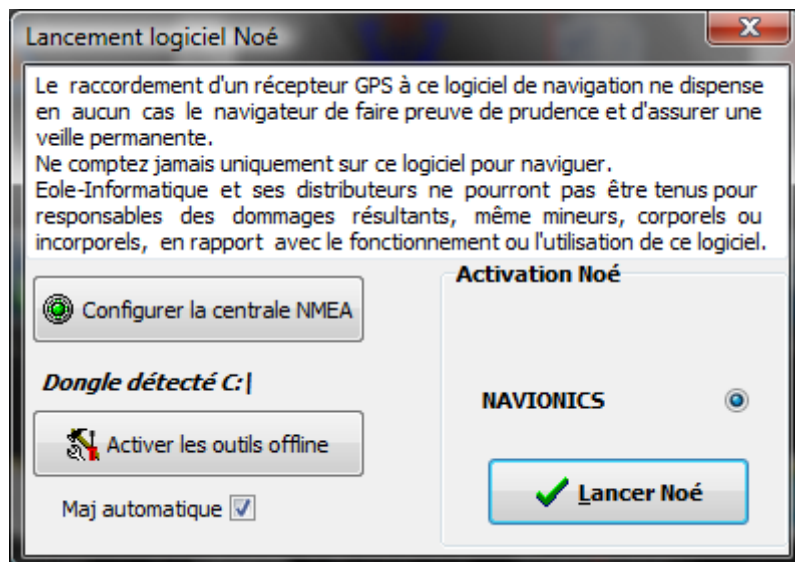 Lancement logiciel Noé
Le raccordement d'un récepteur GPS à ce logiciel de navigation ne dispense
en aucun cas le navigateur de faire preuve de prudence et d'assurer une
veille permanente.
Ne comptez jamais uniquement sur ce logiciel pour naviguer.
Eole-Informatique et ses distributeurs ne pourront pas être tenus pour
responsables des dommages résultants, même mineurs, corporels ou
incorporels, en rapport avec le fonctionnement ou l'utilisation de ce logiciel.
Configurer la centrale NMEA
Dongle détecté C:|
Activer les outils offline
Maj automatique
Activation Noé
NAVIONICS
Lancer Noé